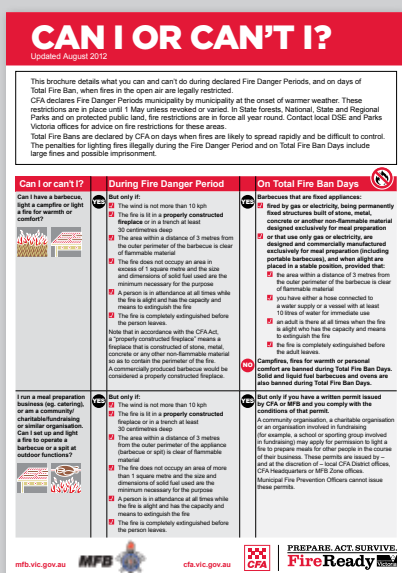 CAN I OR CAN'T I?
Updated August 2012
This brochure details what you can and can't do during declared Fire Danger Periods, and on days of
Total Fire Ban, when fires in the open air are legally restricted.
CFA declares Fire Danger Periods municipality by municipality at the onset of warmer weather. These
restrictions are in place until 1 May unless revoked or varied. In State forests, National, State and Regional
Parks and on protected public land, fire restrictions are in force all year round. Contact local DSE and Parks
Victoria offices for advice on fire restrictions for these areas.
Total Fire Bans are declared by CFA on days when fires are likely to spread rapidly and be difficult to control.
The penalties for lighting fires illegally during the Fire Danger Period and on Total Fire Ban Days include
large fines and possible imprisonment.
Can I or can't I?
During Fire Danger Period
On Total Fire Ban Days
Can I have a barbecue,
light a campfire or light
a fire for warmth or
comfort?
YES
But only if:
The wind is not more than 10 kph
The fire is lit in a properly constructed
fireplace or in a trench at least
30 centimetres deep
The area within a distance of 3 metres from
the outer perimeter of the barbecue is clear
of flammable material
The fire does not occupy an area in
excess of 1 square metre and the size
and dimensions of solid fuel used are the
minimum necessary for the purpose
A person is in attendance at all times while
the fire is alight and has the capacity and
means to extinguish the fire
The fire is completely extinguished before
the person leaves.
Note that in accordance with the CFA Act,
a "properly constructed fireplace" means a
fireplace that is constructed of stone, metal,
concrete or any other non-flammable material
so as to contain the perimeter of the fire.
A commercially produced barbecue would be
considered a properly constructed fireplace.
YES
Barbecues that are fixed appliances:
fired by gas or electricity, being permanently
fixed structures built of stone, metal,
concrete or another non-flammable material
designed exclusively for meal preparation
or that use only gas or electricity, are
designed and commercially manufactured
exclusively for meal preparation (including
portable barbecues), and when alight are
placed in a stable position, provided that:
the area within a distance of 3 metres from
the outer perimeter of the barbecue is clear
of flammable material
you have either a hose connected to
a water supply or a vessel with at least
10 litres of water for immediate use
an adult is there at all times when the fire
is alight who has the capacity and means
to extinguish the fire
the fire is completely extinguished before
the adult leaves.
NO
Campfires, fires for warmth or personal
comfort are banned during Total Fire Ban Days.
Solid and liquid fuel barbecues and ovens are
also banned during Total Fire Ban Days.
I run a meal preparation
business (eg. catering),
or am a community/
charitable/fundraising
or similar organisation.
Can I set up and light
a fire to operate a
barbecue or a spit at
outdoor functions?
YES
But only if:
The wind is not more than 10 kph
The fire is lit in a properly constructed
fireplace or in a trench at least
30 centimetres deep
The area within a distance of 3 metres
from the outer perimeter of the appliance
(barbecue or spit) is clear of flammable
material
The fire does not occupy an area of more
than 1 square metre and the size and
dimensions of solid fuel used are the
minimum necessary for the purpose
A person is in attendance at all times while
the fire is alight and has the capacity and
means to extinguish the fire
The fire is completely extinguished before
the person leaves.
YES
But only if you have a written permit issued
by CFA or MFB and you comply with the
conditions of that permit.
A community organisation, a charitable organisation
or an organisation involved in fundraising
(for example, a school or sporting group involved
in fundraising) may apply for permission to light a
fire to prepare meals for other people in the course
of their business. These permits are issued by –
and at the discretion of – local CFA District offices,
CFA Headquarters or MFB Zone offices.
Municipal Fire Prevention Officers cannot issue
these permits.
mfb.vic.gov.au
MFB
cfa.vic.gov.au
CFA
PREPARE. ACT. SURVIVE.
FireReady
Victoria